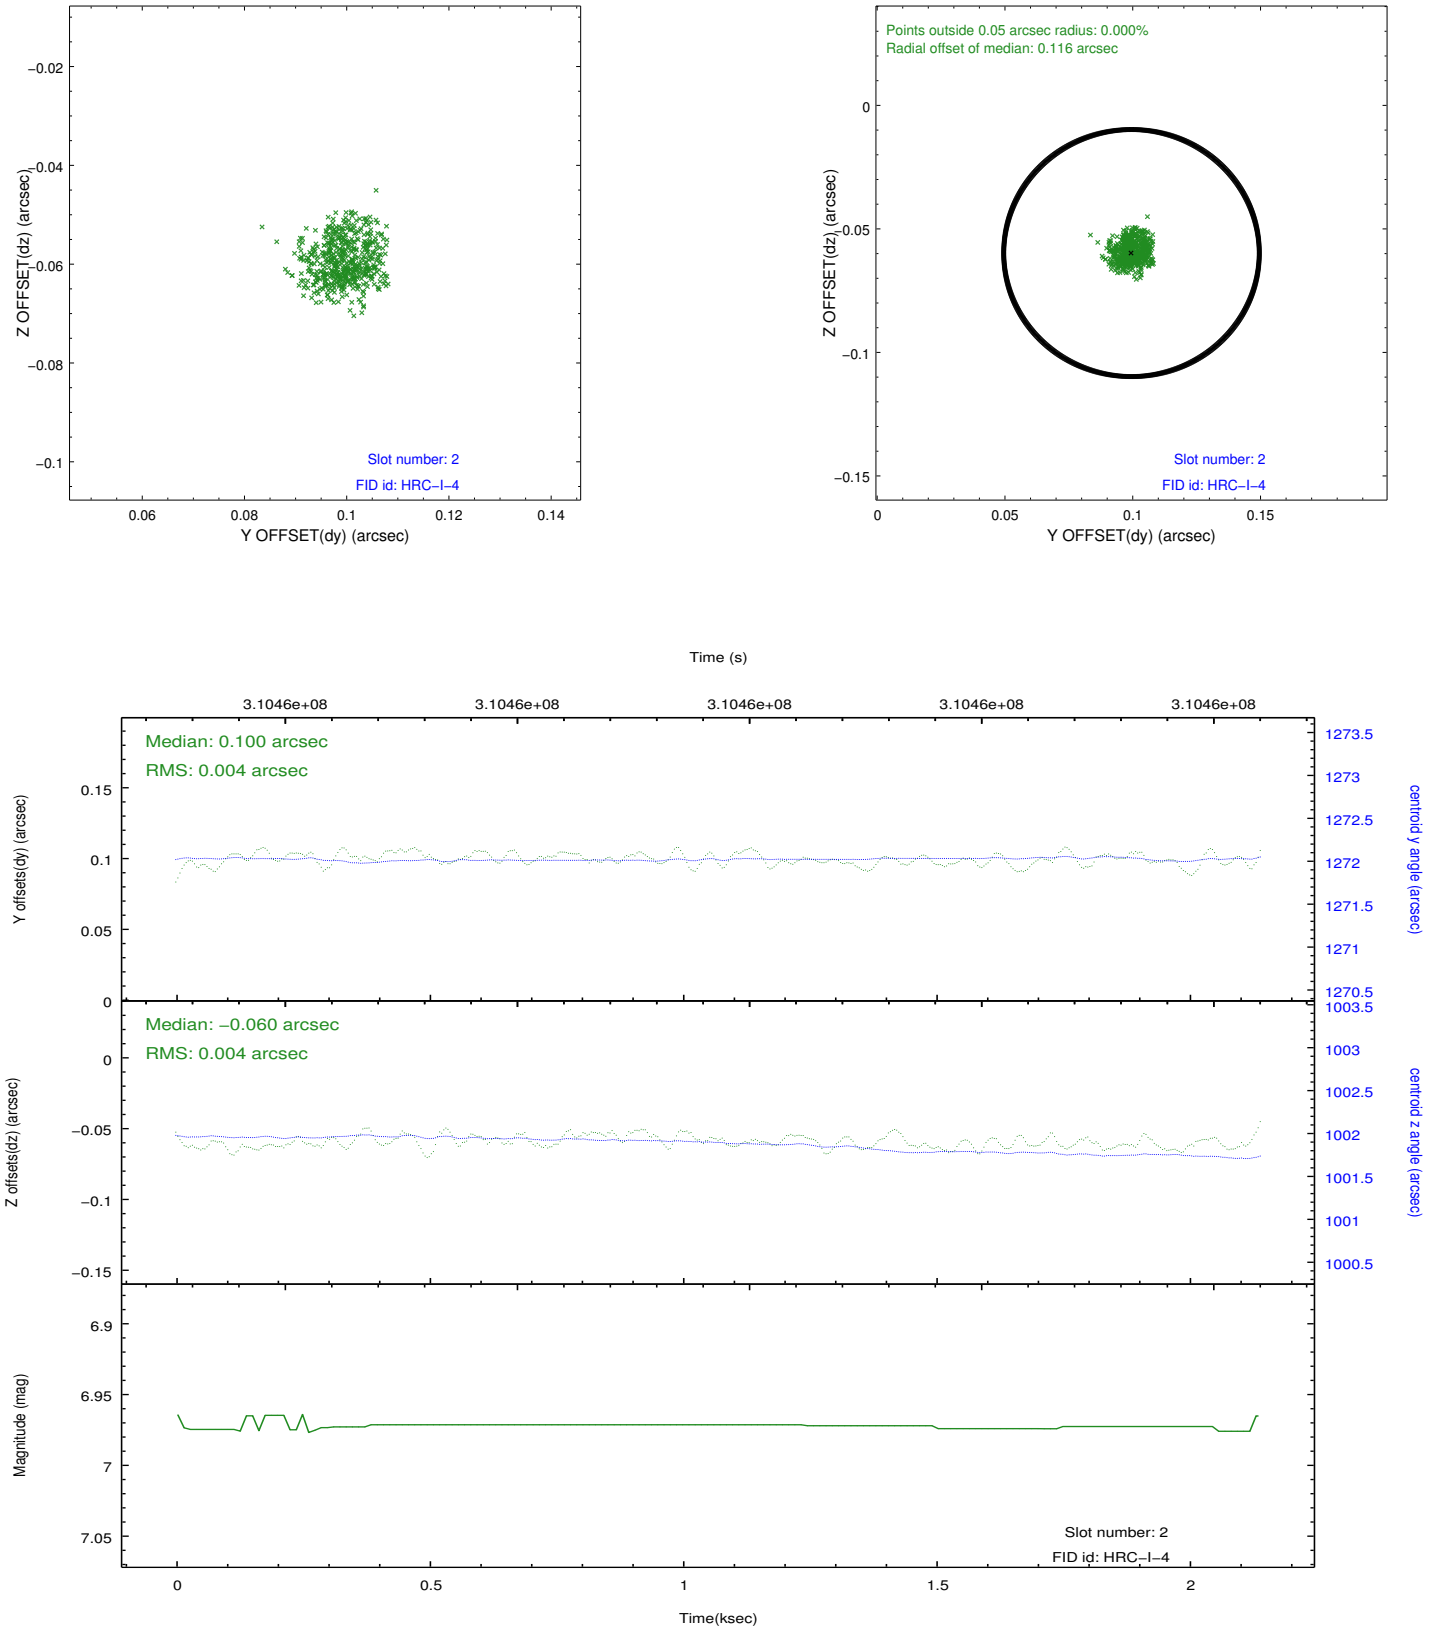 −0.02
−0.04
−0.06
−0.08
−0.1
Z OFFSET(dz) (arcsec)
Slot number: 2
FID id: HRC−I−4
0.06 0.08 0.1 0.12 0.14
Y OFFSET(dy) (arcsec)
Points outside 0.05 arcsec radius: 0.000%
Radial offset of median: 0.116 arcsec
0
−0.05
−0.1
−0.15
Z OFFSET(dz) (arcsec)
Slot number: 2
FID id: HRC−I−4
0 0.05 0.1 0.15
Y OFFSET(dy) (arcsec)
Time (s)
3.1046e+08 3.1046e+08 3.1046e+08 3.1046e+08 3.1046e+08
Median: 0.100 arcsec
RMS: 0.004 arcsec
0.15
0.1
0.05
0
Y offsets(dy) (arcsec)
1273.5
1273
1272.5
1272
1271.5
1271
1270.5
centroid y angle (arcsec)
Median: −0.060 arcsec
RMS: 0.004 arcsec
0
−0.05
−0.1
−0.15
Z offsets(dz) (arcsec)
1003.5
1003
1002.5
1002
1001.5
1001
1000.5
centroid z angle (arcsec)
6.9
6.95
7
7.05
Magnitude (mag)
Slot number: 2
FID id: HRC−I−4
0 0.5 1 1.5 2
Time(ksec)